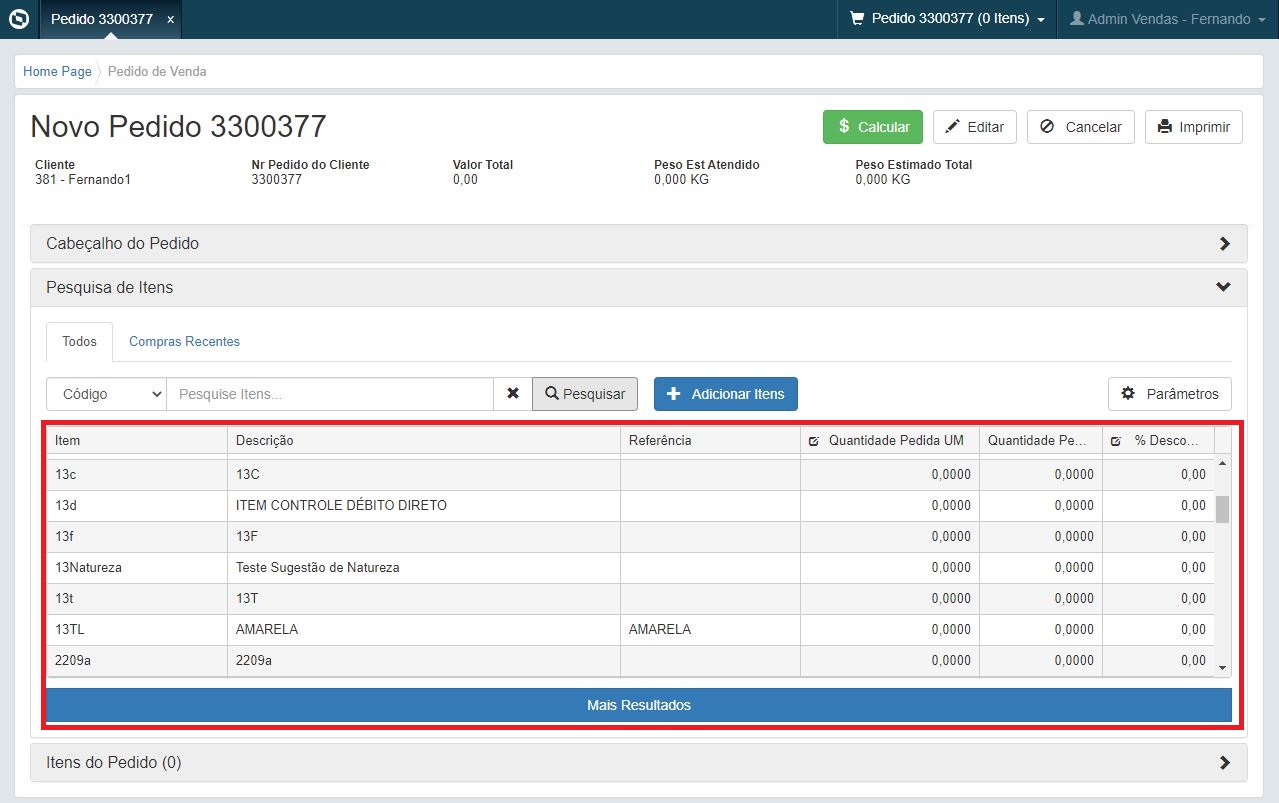 Pedido 3300377 x Pedido 3300377 (0 Itens) Admin Vendas - Fernando
Home Page Pedido de Venda
Novo Pedido 3300377 $ Calcular Editar Cancelar Imprimir
Cliente Nr Pedido do Cliente Valor Total Peso Est Atendido Peso Estimado Total
381 - Fernando1 3300377 0,00 0,000 KG 0,000 KG
Cabeçalho do Pedido
Pesquisa de Itens
Todos Compras Recentes
Código Pesquise Itens... Pesquisar Adicionar Itens Parâmetros
Item Descrição Referência Quantidade Pedida UM Quantidade Pe... % Desco...
13c 13C 0,0000 0,0000 0,00
13d ITEM CONTROLE DÉBITO DIRETO 0,0000 0,0000 0,00
13f 13F 0,0000 0,0000 0,00
13Natureza Teste Sugestão de Natureza 0,0000 0,0000 0,00
13t 13T 0,0000 0,0000 0,00
13TL AMARELA AMARELA 0,0000 0,0000 0,00
2209a 2209a 0,0000 0,0000 0,00
Mais Resultados
Itens do Pedido (0)